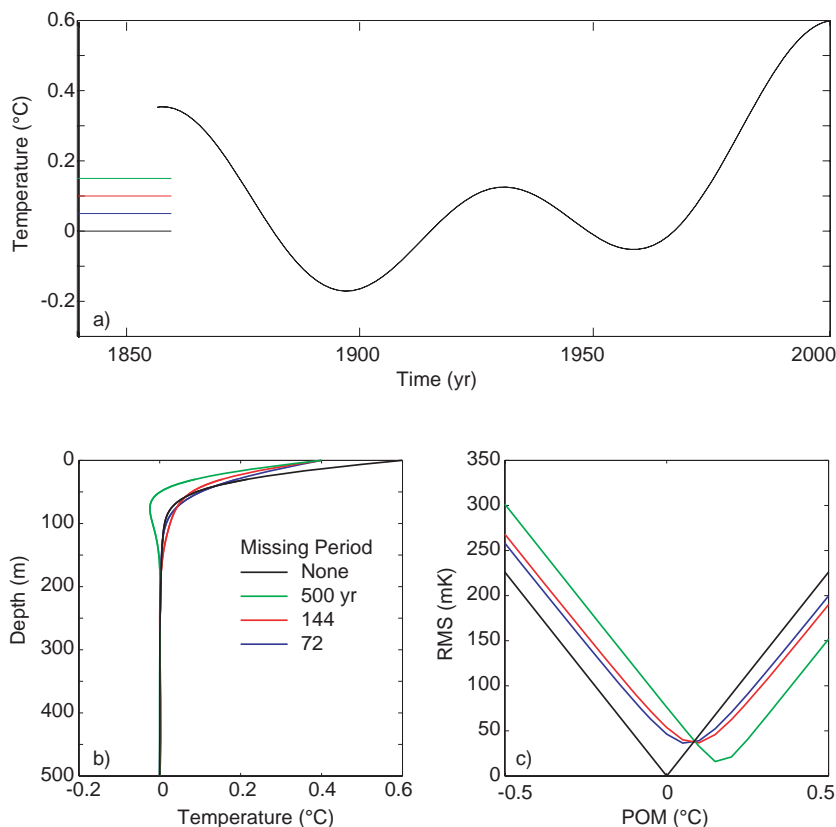 0.6
0.4
0.2
0
-0.2
Temperature (°C)
a)
1850
1900
1950
2000
Time (yr)
0
100
200
300
400
500
Depth (m)
Missing Period
None
500 yr
144
72
b)
-0.2
0
0.2
0.4
0.6
Temperature (°C)
350
300
250
200
150
100
50
0
RMS (mK)
c)
-0.5
0
0.5
POM (°C)